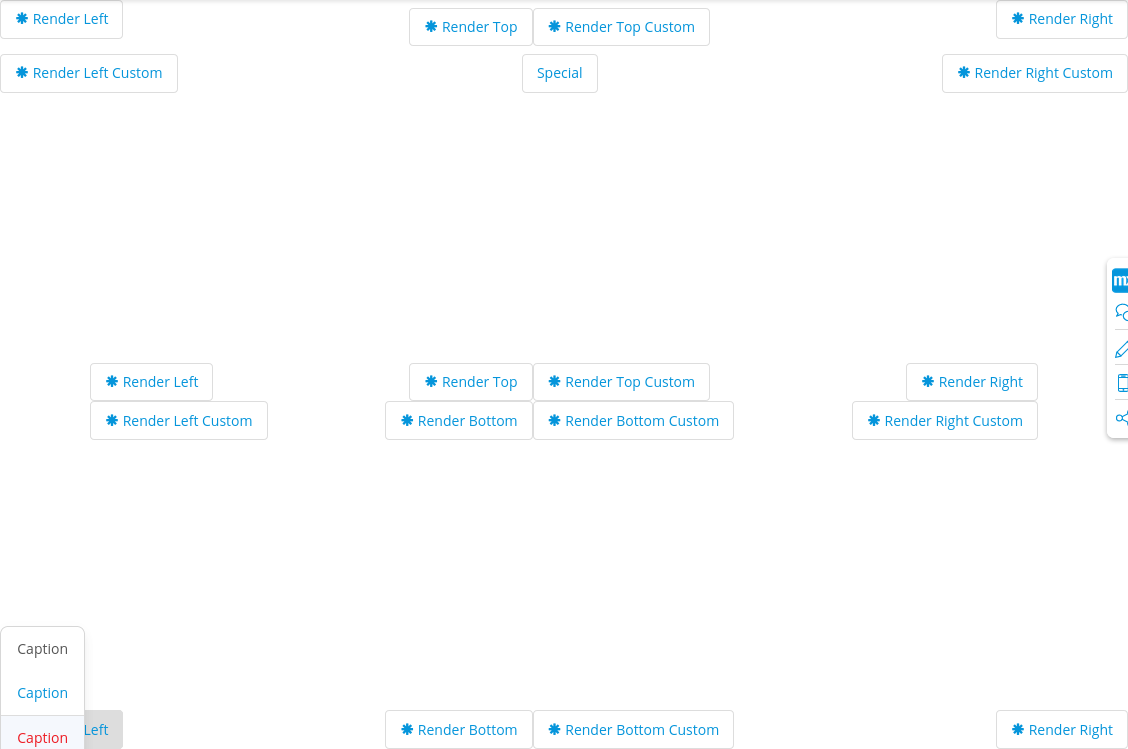 Render Left
Render Top
Render Top Custom
Render Right
Render Left Custom
Special
Render Right Custom
Render Left
Render Top
Render Top Custom
Render Right
Render Left Custom
Render Bottom
Render Bottom Custom
Render Right Custom
Caption
Caption
Caption
Left
Render Bottom
Render Bottom Custom
Render Right